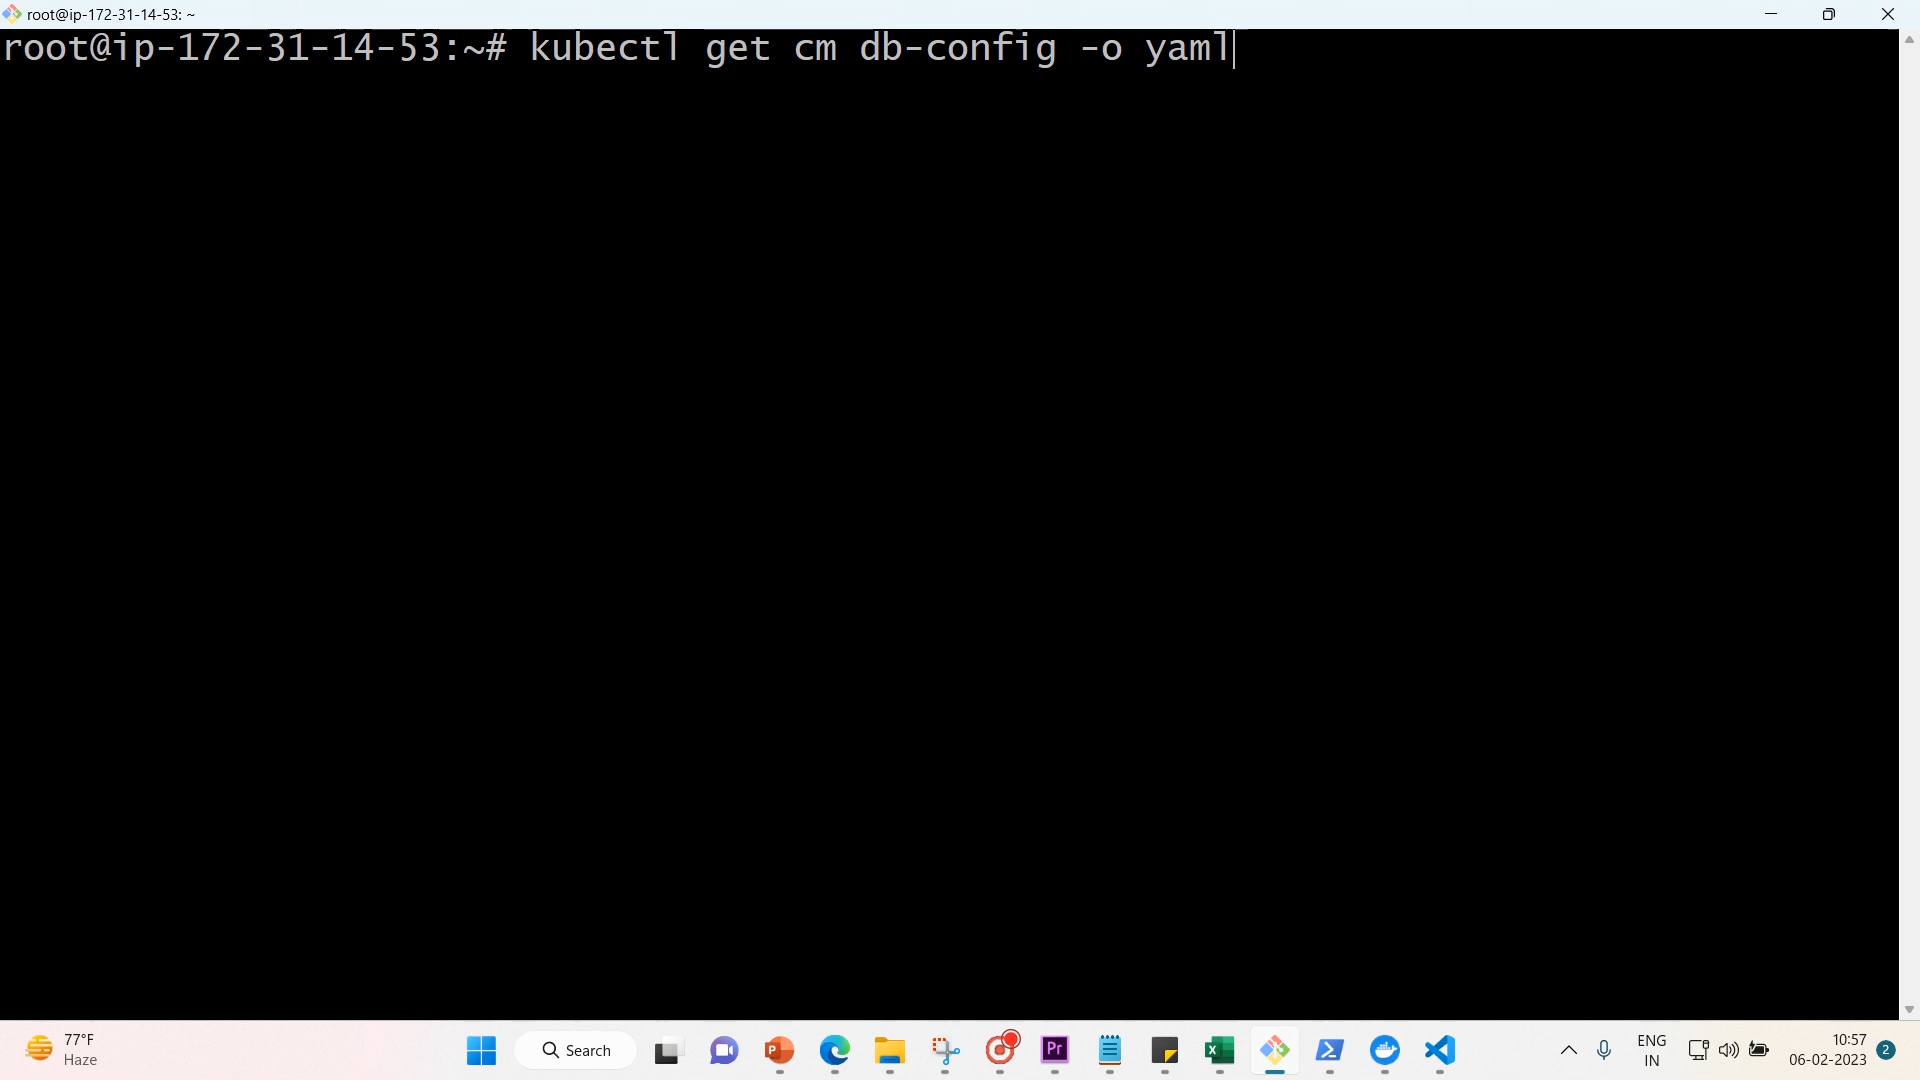 root@ip-172-31-14-53: ~
root@ip-172-31-14-53:~# kubectl get cm db-config -o yaml
77°F
Haze
Search
Pr
ENG
IN
10:57
06-02-2023
2